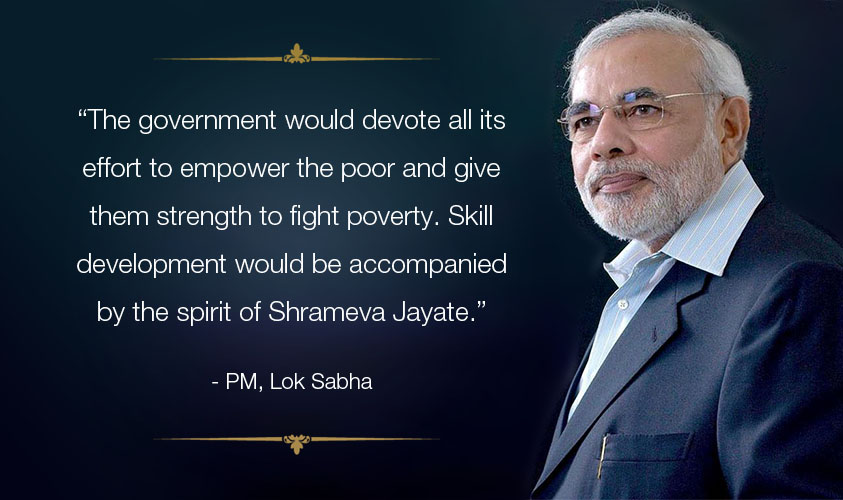 “The government would devote all its
effort to empower the poor and give
them strength to fight poverty. Skill
development would be accompanied
by the spirit of Shrameva Jayate.”
- PM, Lok Sabha